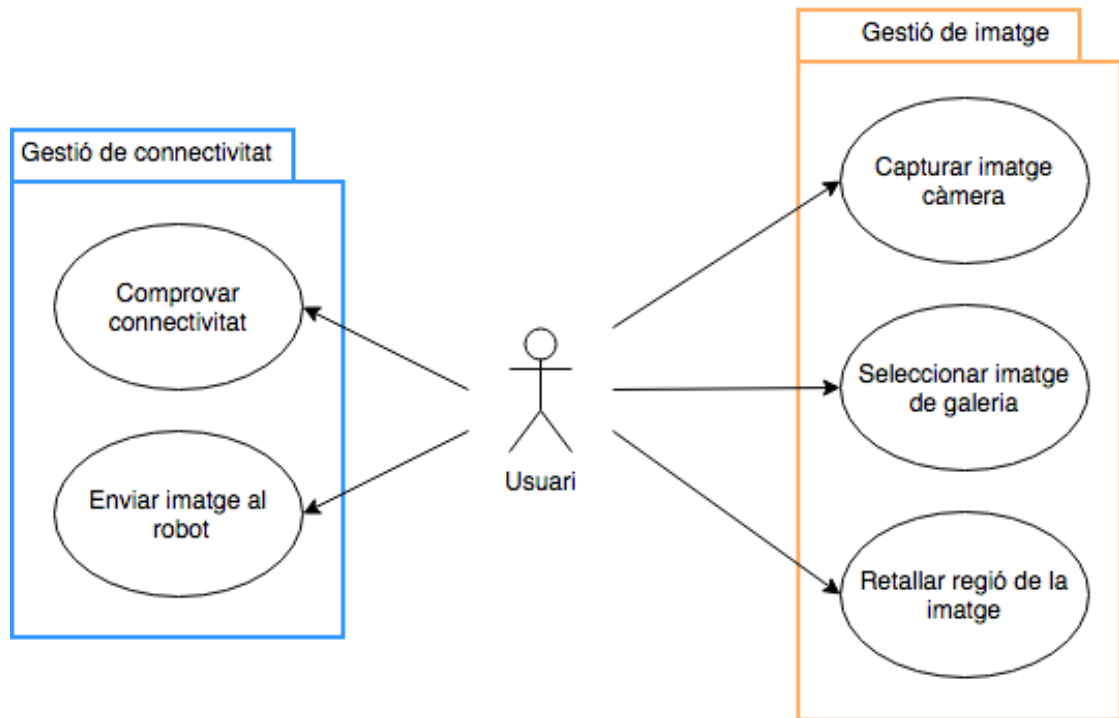 Gestió de imatge
Capturar imatge
càmera
Seleccionar imatge
de galeria
Retallar regió de la
imatge
Gestió de connectivitat
Comprovar
connectivitat
Enviar imatge al
robot
Usuari